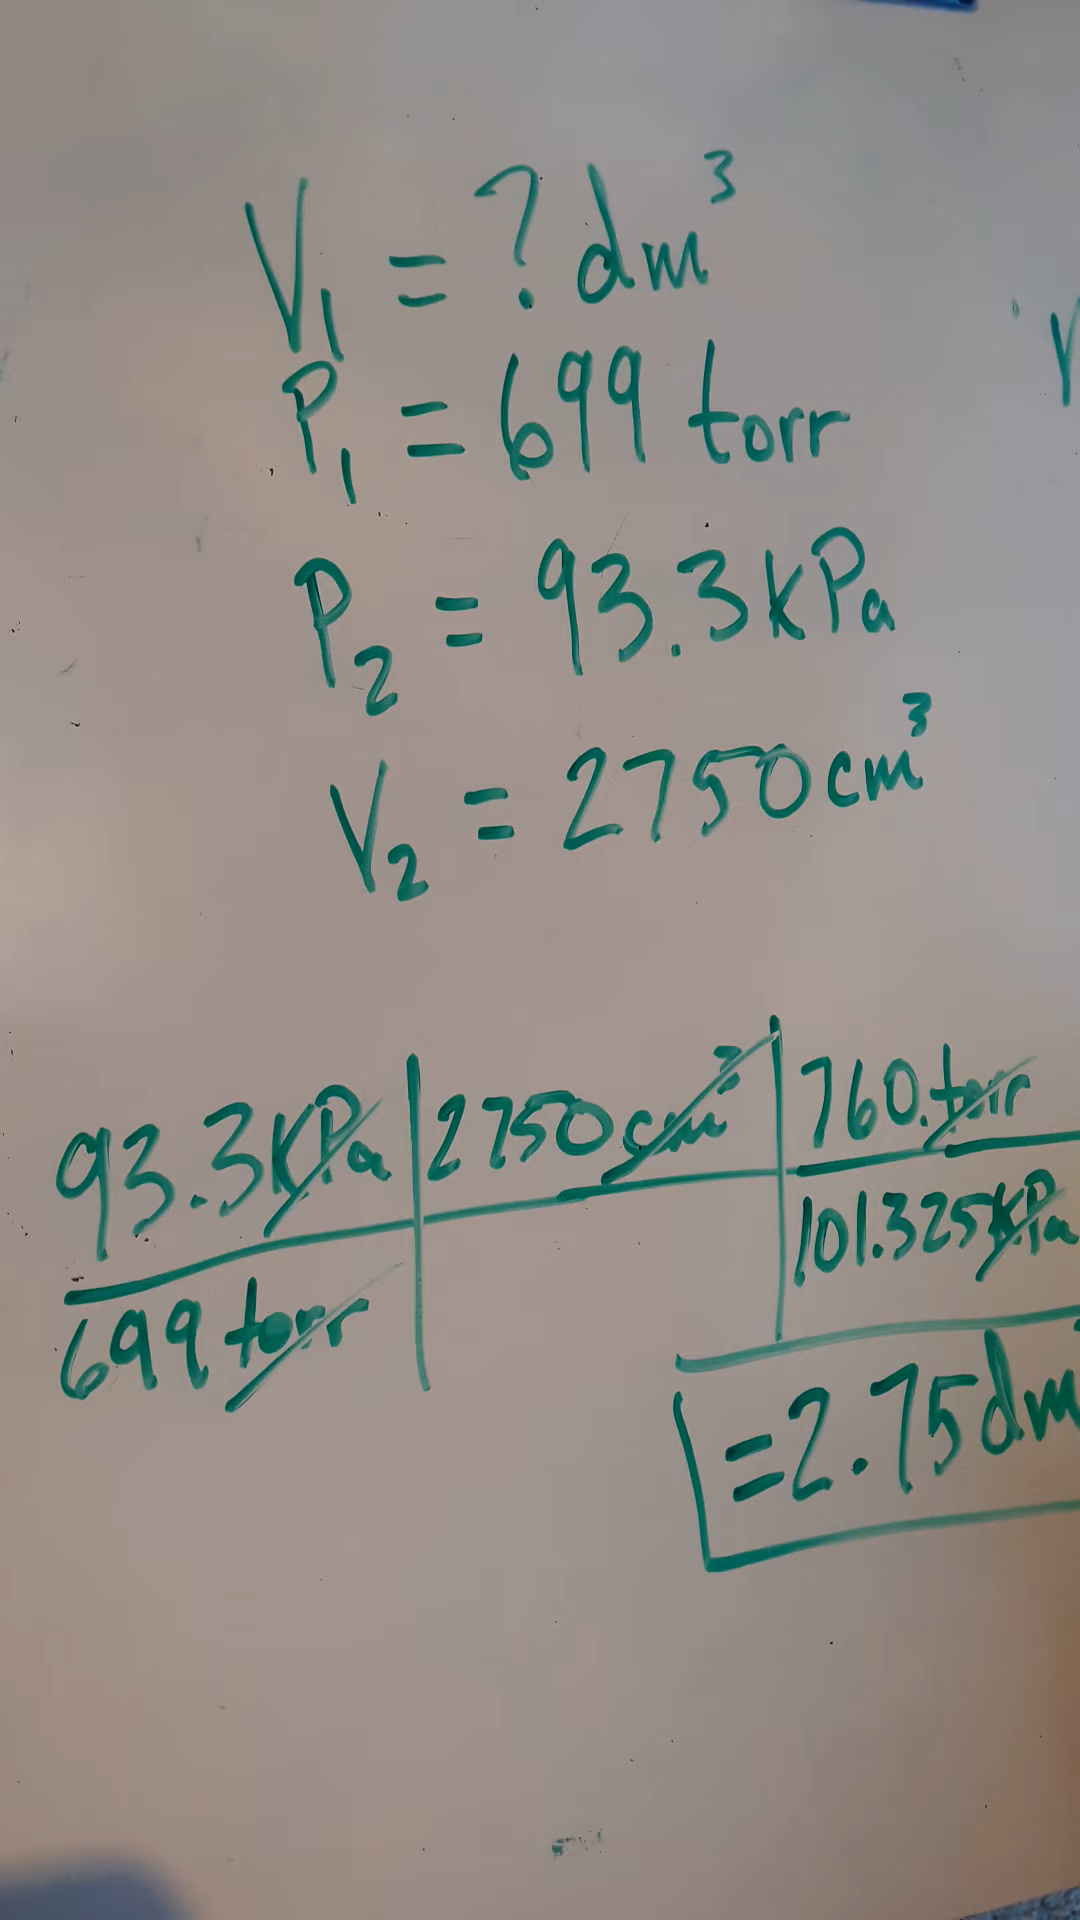 V₁ = ? dm³
P₁ = 699 torr
P₂ = 93.3 kPa
V₂ = 2750 cm³
93.3 kPa | 2750 cm³ | 760. torr
699 torr | | 101.325 kPa
= 2.75 dm